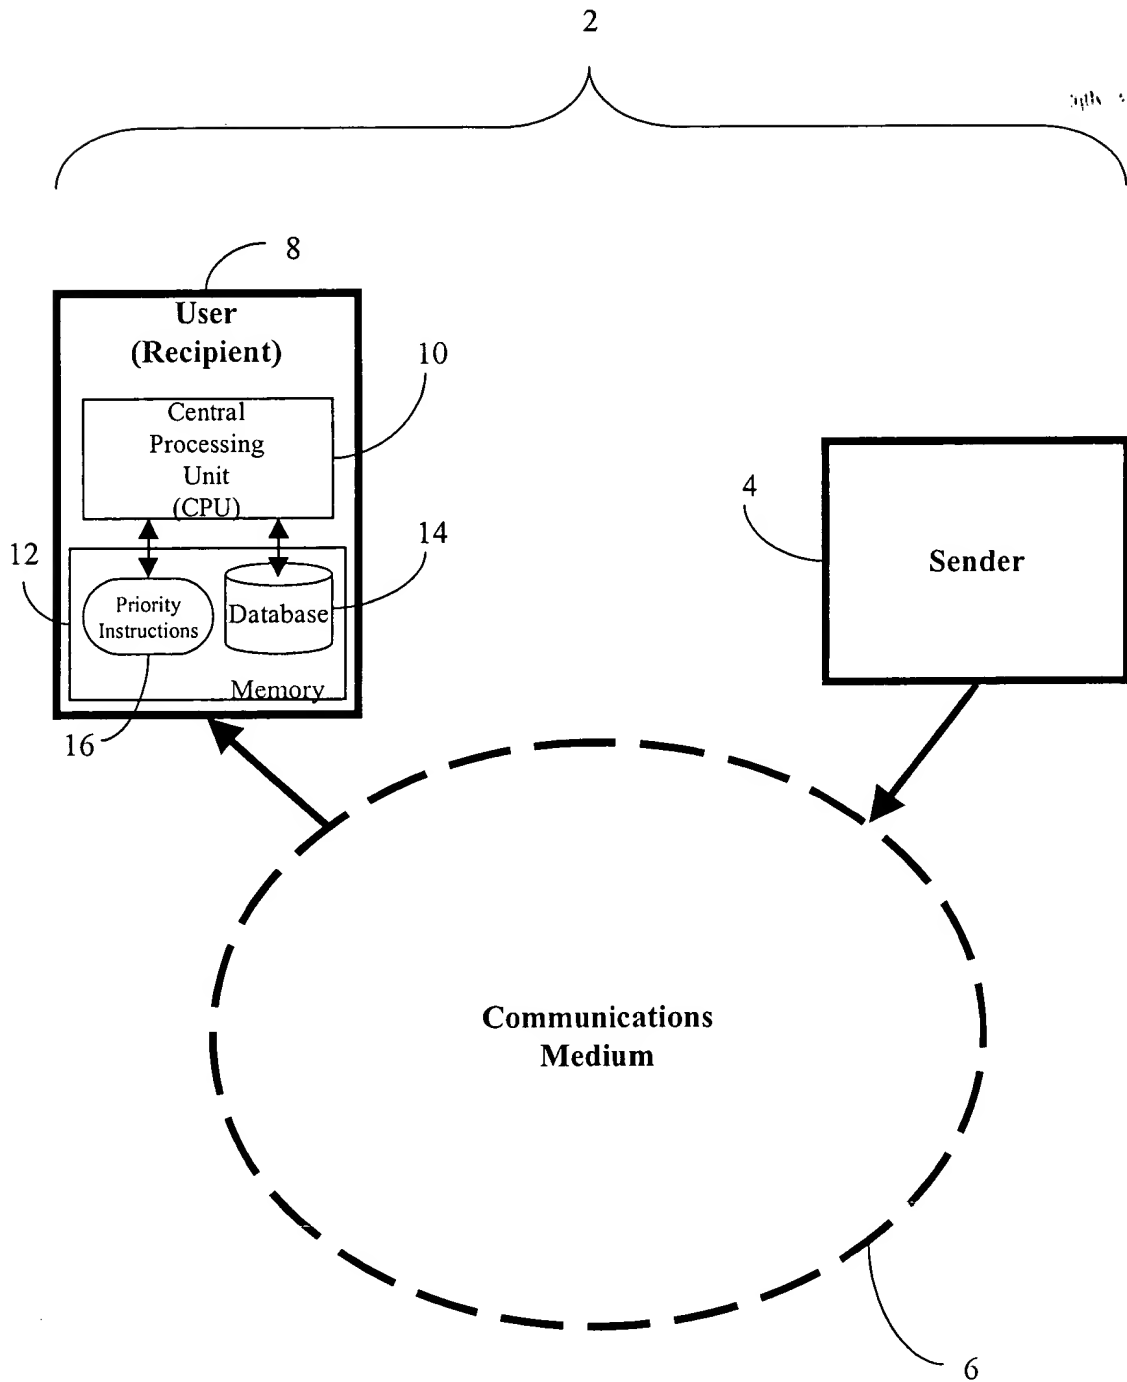 2
8
User
(Recipient)
10
Central
Processing
Unit
(CPU)
4
Sender
12
14
Priority
Instructions
Database
Memory
16
Communications
Medium
6